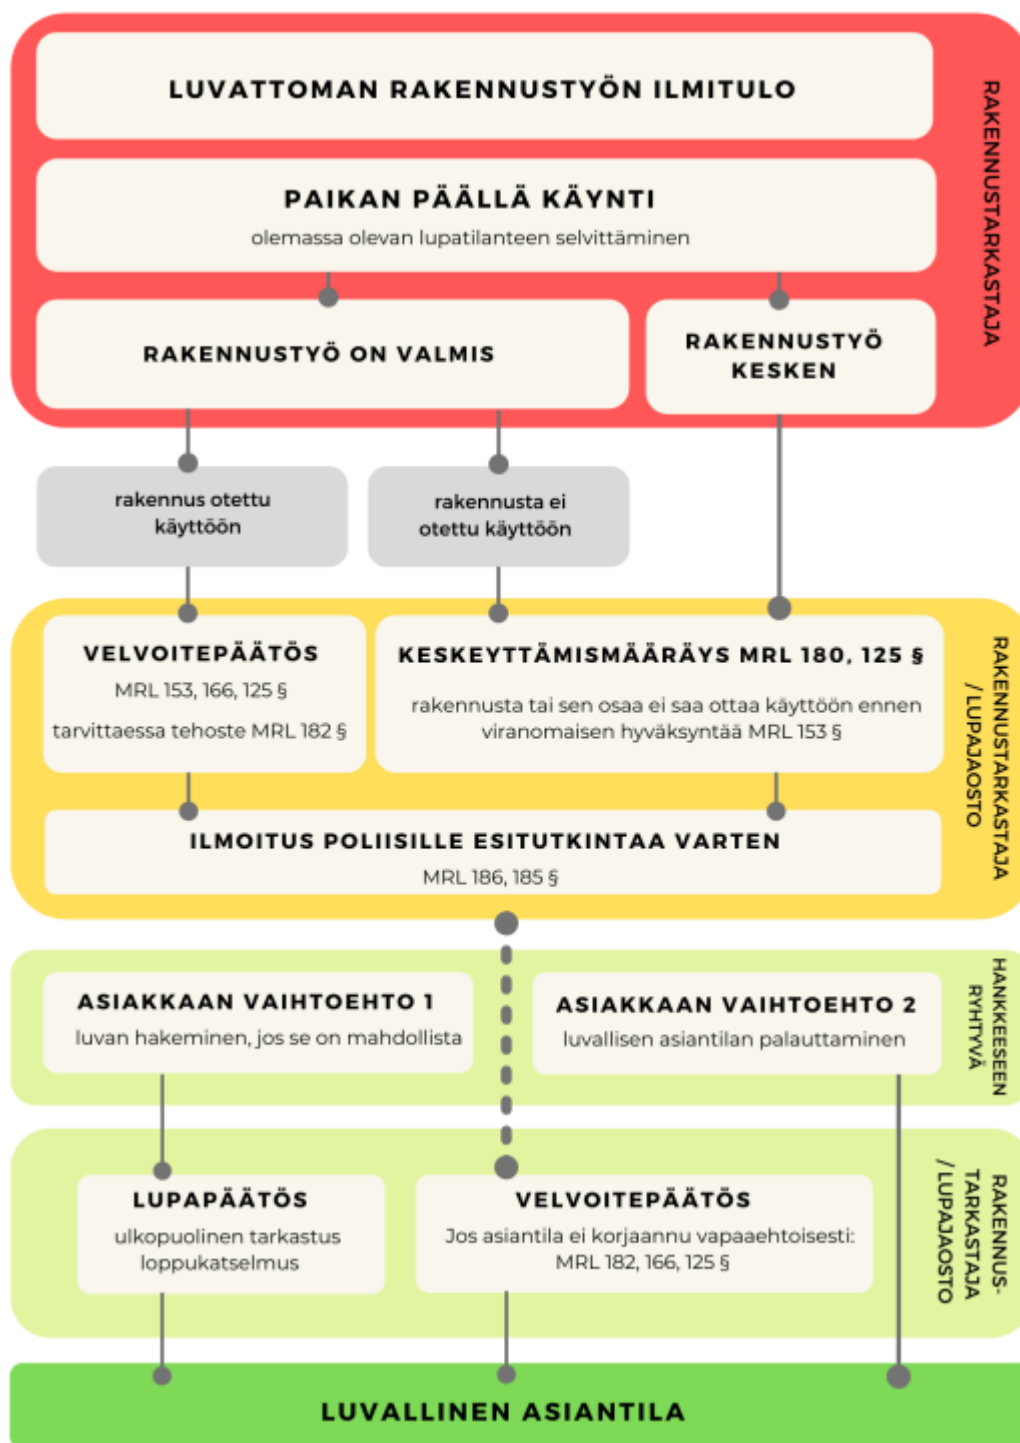 LUVATTOMAN RAKENNUSTYÖN ILMITULO
RAKENNUSTARKASTAJA
PAIKAN PÄÄLLÄ KÄYNTI
olemassa olevan lupatilanteen selvittäminen
RAKENNUSTYÖ ON VALMIS
RAKENNUSTYÖ
KESKEN
rakennus otettu
käyttöön
rakennusta ei
otettu käyttöön
VELVOITEPÄÄTÖS
MRL 153, 166, 125 §
tarvittaessa tehoste MRL 182 §
KESKEYTTÄMISMÄÄRÄYS MRL 180, 125 §
rakennusta tai sen osaa ei saa ottaa käyttöön ennen
viranomaisen hyväksyntää MRL 153 §
RAKENNUSTARKASTAJA
/ LUPAJAOSTO
ILMOITUS POLIISILLE ESITUTKINTAA VARTEN
MRL 186, 185 §
ASIAKKAAN VAIHTOEHTO 1
luvan hakeminen, jos se on mahdollista
ASIAKKAAN VAIHTOEHTO 2
luvallisen asiantilan palauttaminen
HANKKEESEEN
RYHTYVÄ
LUPAPÄÄTÖS
ulkopuolinen tarkastus
loppukatselmus
VELVOITEPÄÄTÖS
Jos asiantila ei korjaannu vapaaehtoisesti:
MRL 182, 166, 125 §
RAKENNUS-
TARKASTAJA
/ LUPAJAOSTO
LUVALLINEN ASIANTILA